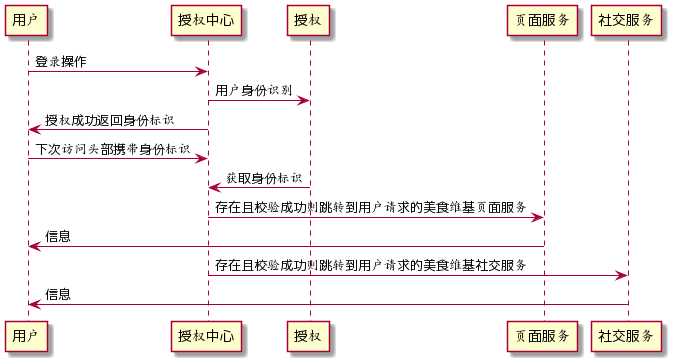 用户 授权中心 授权 页面服务 社交服务
登录操作
用户身份识别
授权成功返回身份标识
下次访问头部携带身份标识
获取身份标识
存在且校验成功则跳转到用户请求的美食维基页面服务
信息
存在且校验成功则跳转到用户请求的美食维基社交服务
信息
用户 授权中心 授权 页面服务 社交服务